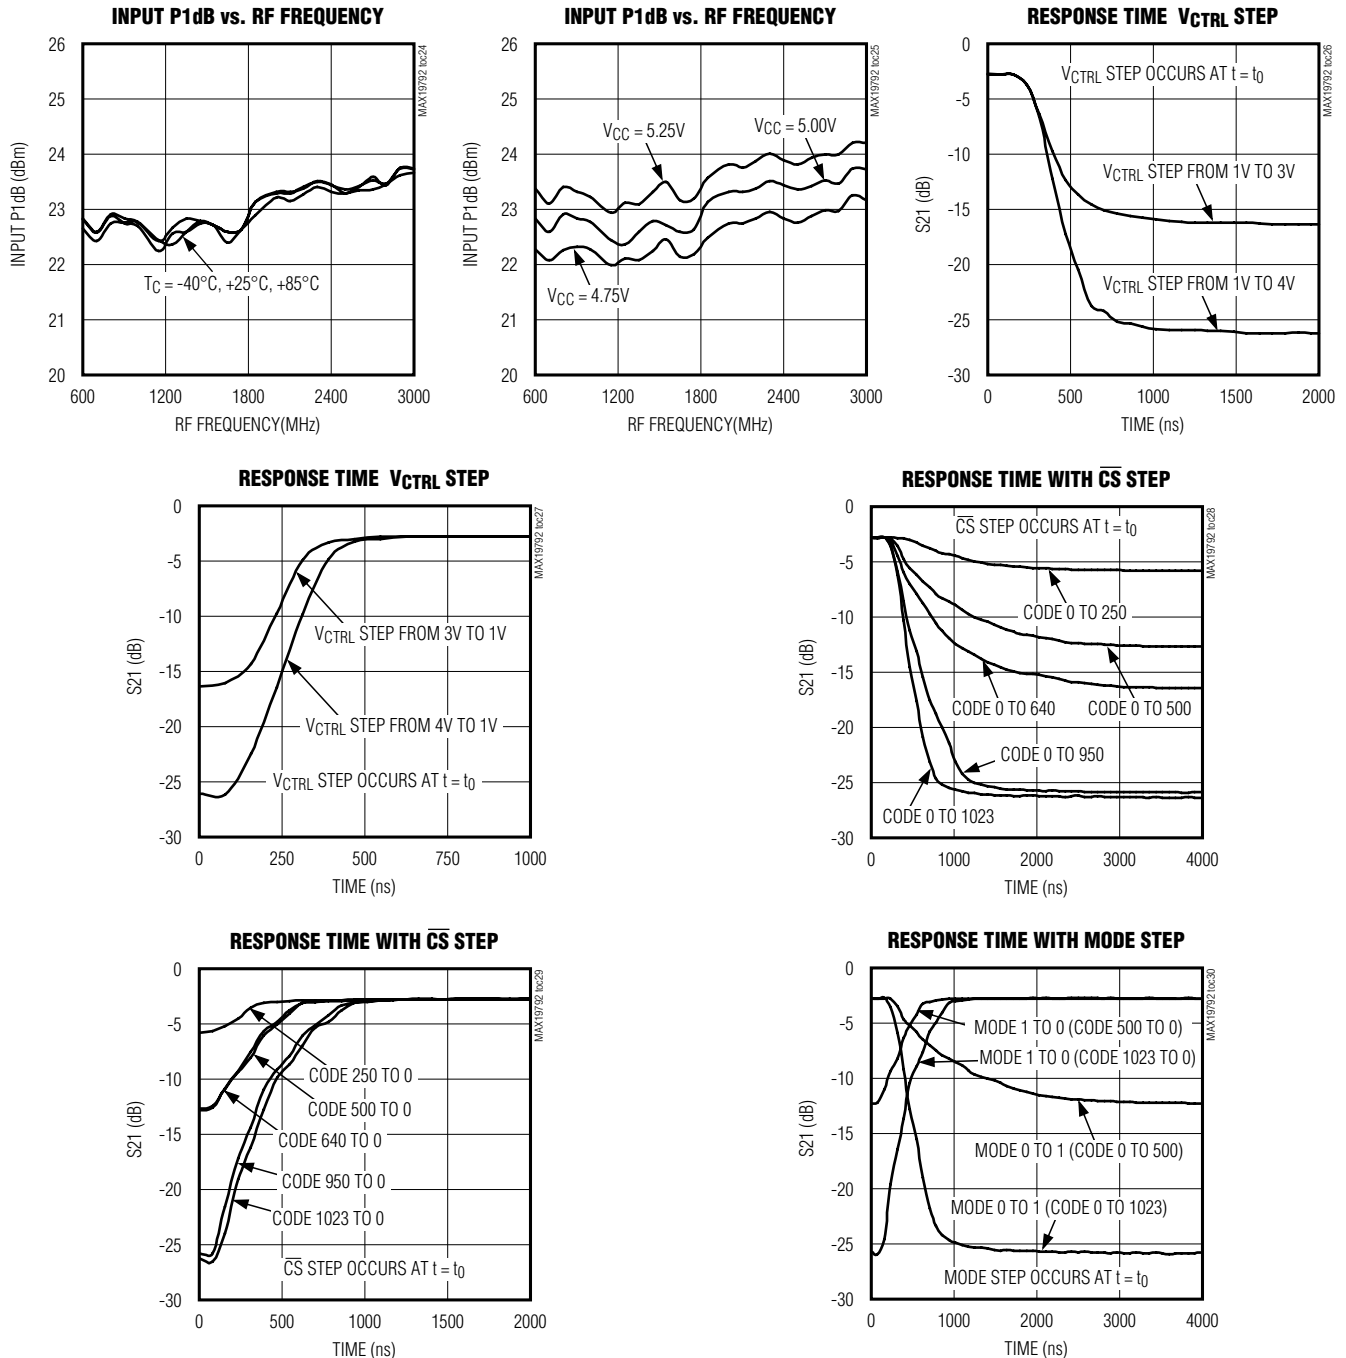 INPUT P1dB vs. RF FREQUENCY
INPUT P1dB (dBm)
26
25
24
23
22
21
20
TC = -40°C, +25°C, +85°C
600
1200
1800
2400
3000
RF FREQUENCY(MHz)
MAX19792 toc24
INPUT P1dB vs. RF FREQUENCY
INPUT P1dB (dBm)
26
25
24
23
22
21
20
VCC = 5.25V
VCC = 5.00V
VCC = 4.75V
600
1200
1800
2400
3000
RF FREQUENCY(MHz)
MAX19792 toc25
RESPONSE TIME VCTRL STEP
S21 (dB)
0
-5
-10
-15
-20
-25
-30
VCTRL STEP OCCURS AT t = t0
VCTRL STEP FROM 1V TO 3V
VCTRL STEP FROM 1V TO 4V
0
500
1000
1500
2000
TIME (ns)
MAX19792 toc26
RESPONSE TIME VCTRL STEP
S21 (dB)
0
-5
-10
-15
-20
-25
-30
VCTRL STEP FROM 3V TO 1V
VCTRL STEP FROM 4V TO 1V
VCTRL STEP OCCURS AT t = t0
0
250
500
750
1000
TIME (ns)
MAX19792 toc27
RESPONSE TIME WITH C̅S̅ STEP
S21 (dB)
0
-5
-10
-15
-20
-25
-30
C̅S̅ STEP OCCURS AT t = t0
CODE 0 TO 250
CODE 0 TO 640
CODE 0 TO 500
CODE 0 TO 950
CODE 0 TO 1023
0
1000
2000
3000
4000
TIME (ns)
MAX19792 toc28
RESPONSE TIME WITH C̅S̅ STEP
S21 (dB)
0
-5
-10
-15
-20
-25
-30
CODE 250 TO 0
CODE 500 TO 0
CODE 640 TO 0
CODE 950 TO 0
CODE 1023 TO 0
C̅S̅ STEP OCCURS AT t = t0
0
500
1000
1500
2000
TIME (ns)
MAX19792 toc29
RESPONSE TIME WITH MODE STEP
S21 (dB)
0
-5
-10
-15
-20
-25
-30
MODE 1 TO 0 (CODE 500 TO 0)
MODE 1 TO 0 (CODE 1023 TO 0)
MODE 0 TO 1 (CODE 0 TO 500)
MODE 0 TO 1 (CODE 0 TO 1023)
MODE STEP OCCURS AT t = t0
0
1000
2000
3000
4000
TIME (ns)
MAX19792 toc30